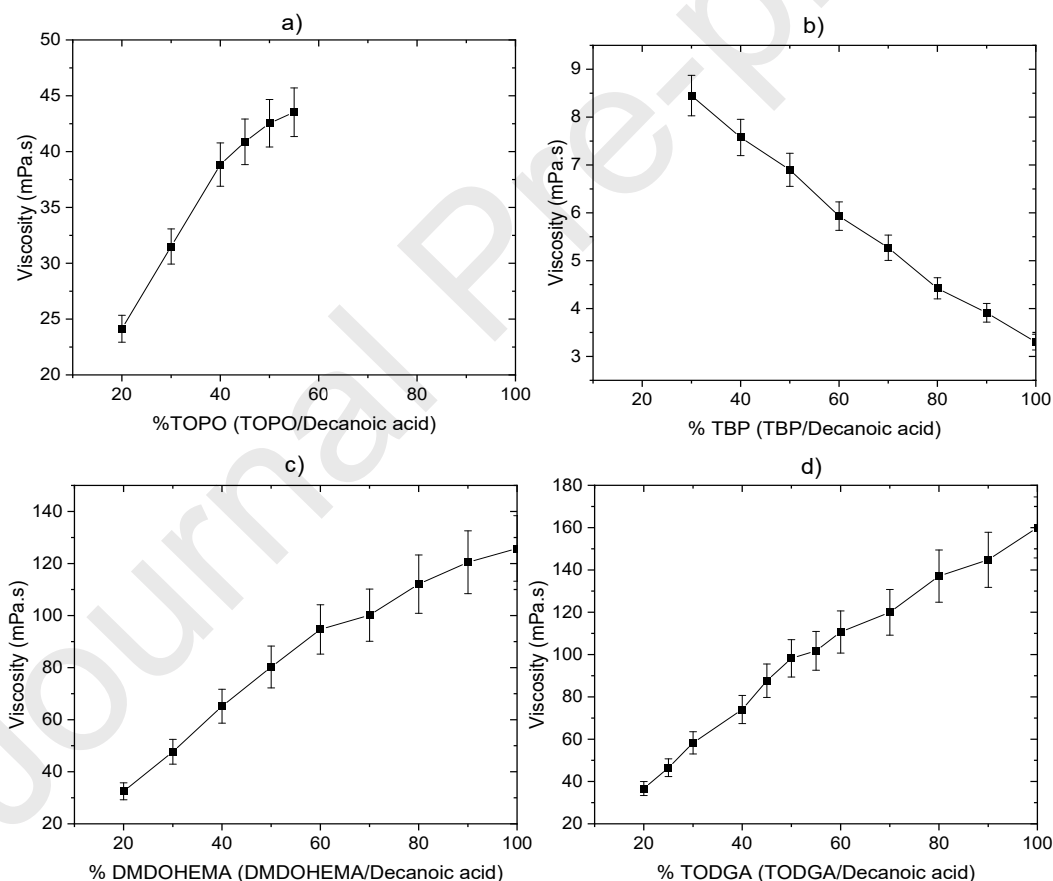 a)
50
45
40
35
30
25
20
Viscosity (mPa.s)
20 40 60 80 100
%TOPO (TOPO/Decanoic acid)
b)
9
8
7
6
5
4
3
Viscosity (mPa.s)
40 60 80 100
% TBP (TBP/Decanoic acid)
c)
140
120
100
80
60
40
20
Viscosity (mPa.s)
20 40 60 80 100
% DMDOHEMA (DMDOHEMA/Decanoic acid)
d)
180
160
140
120
100
80
60
40
20
Viscosity (mPa.s)
20 40 60 80 100
% TODGA (TODGA/Decanoic acid)
Journal Pre-p